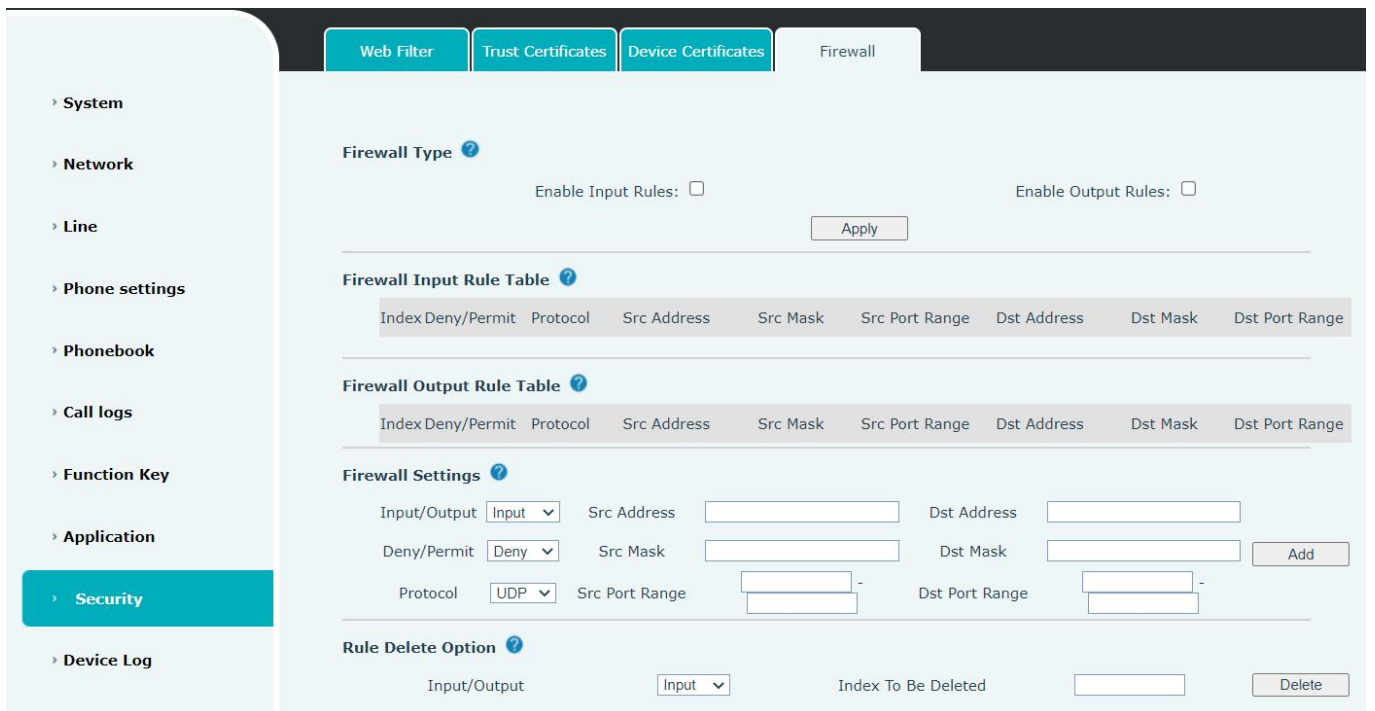 Web Filter Trust Certificates Device Certificates Firewall
System
Network
Line
Phone settings
Phonebook
Call logs
Function Key
Application
Security
Device Log
Firewall Type ?
Enable Input Rules: Enable Output Rules:
Apply
Firewall Input Rule Table ?
Index Deny/Permit Protocol Src Address Src Mask Src Port Range Dst Address Dst Mask Dst Port Range
Firewall Output Rule Table ?
Index Deny/Permit Protocol Src Address Src Mask Src Port Range Dst Address Dst Mask Dst Port Range
Firewall Settings ?
Input/Output Input Src Address Dst Address
Deny/Permit Deny Src Mask Dst Mask Add
Protocol UDP Src Port Range - Dst Port Range -
Rule Delete Option ?
Input/Output Input Index To Be Deleted Delete